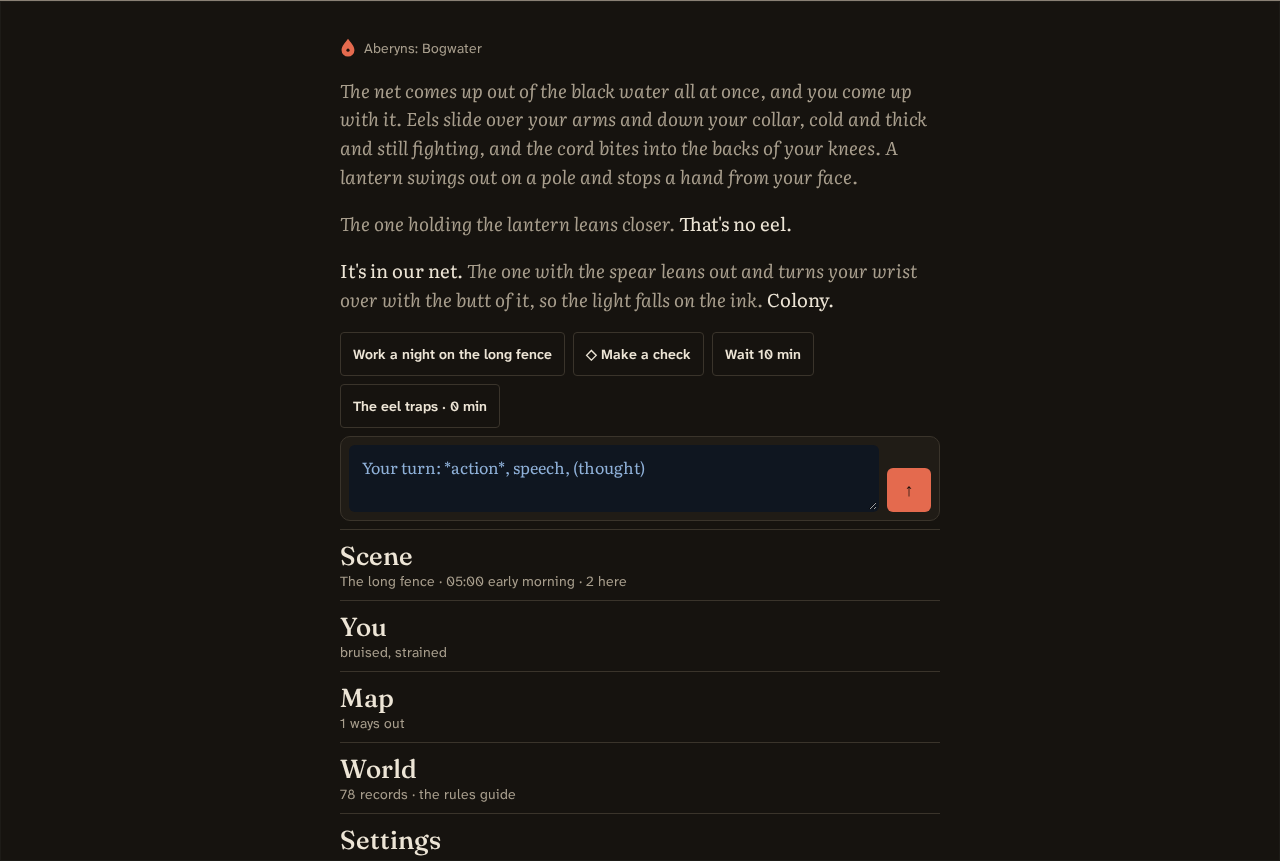 Aberyns: Bogwater
The net comes up out of the black water all at once, and you come up
with it. Eels slide over your arms and down your collar, cold and thick
and still fighting, and the cord bites into the backs of your knees. A
lantern swings out on a pole and stops a hand from your face.
The one holding the lantern leans closer. That's no eel.
It's in our net. The one with the spear leans out and turns your wrist
over with the butt of it, so the light falls on the ink. Colony.
Work a night on the long fence ◇ Make a check Wait 10 min
The eel traps · 0 min
Your turn: *action*, speech, (thought)
↑
Scene
The long fence · 05:00 early morning · 2 here
You
bruised, strained
Map
1 ways out
World
78 records · the rules guide
Settings